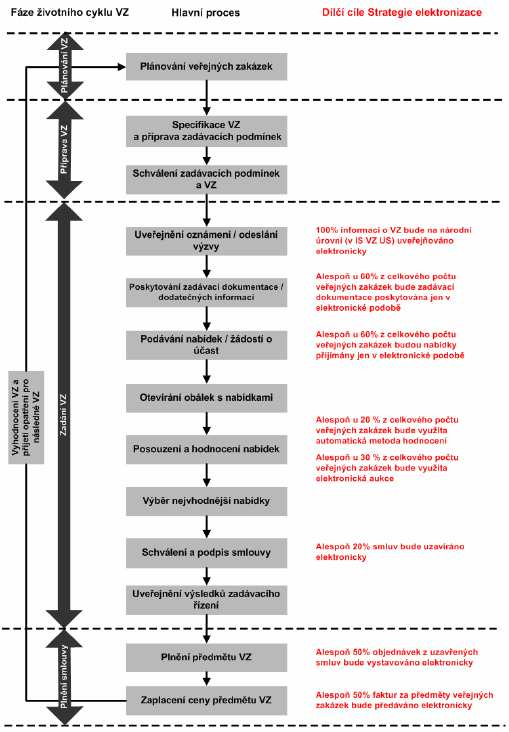 Fáze životního cyklu VZ
Hlavní proces
Dílčí cíle Strategie elektronizace
Plánování VZ
Plánování veřejných zakázek
Příprava VZ
Specifikace VZ
a příprava zadávacích podmínek
Schválení zadávacích podmínek
a VZ
Zadání VZ
Uveřejnění oznámení / odeslání
výzvy
100% informací o VZ bude na národní
úrovni (v IS VZ US) uveřejňováno
elektronicky
Poskytování zadávací dokumentace /
dodatečných informací
Alespoň u 60% z celkového počtu
veřejných zakázek bude zadávací
dokumentace poskytována jen v
elektronické podobě
Podávání nabídek / žádostí o
účast
Alespoň u 60% z celkového počtu
veřejných zakázek budou nabídky
přijímány jen v elektronické podobě
Vyhodnocení VZ a
přijetí opatření pro
následné VZ
Otevírání obálek s nabídkami
Posouzení a hodnocení nabídek
Alespoň u 20 % z celkového počtu
veřejných zakázek bude využita
automatická metoda hodnocení
Alespoň u 30 % z celkového počtu
veřejných zakázek bude využita
elektronická aukce
Výběr nejvhodnější nabídky
Schválení a podpis smlouvy
Alespoň 20% smluv bude uzavíráno
elektronicky
Uveřejnění výsledků zadávacího
řízení
Plnění smlouvy
Plnění předmětu VZ
Alespoň 50% objednávek z uzavřených
smluv bude vystavováno elektronicky
Zaplacení ceny předmětu VZ
Alespoň 50% faktur za předměty veřejných
zakázek bude předáváno elektronicky